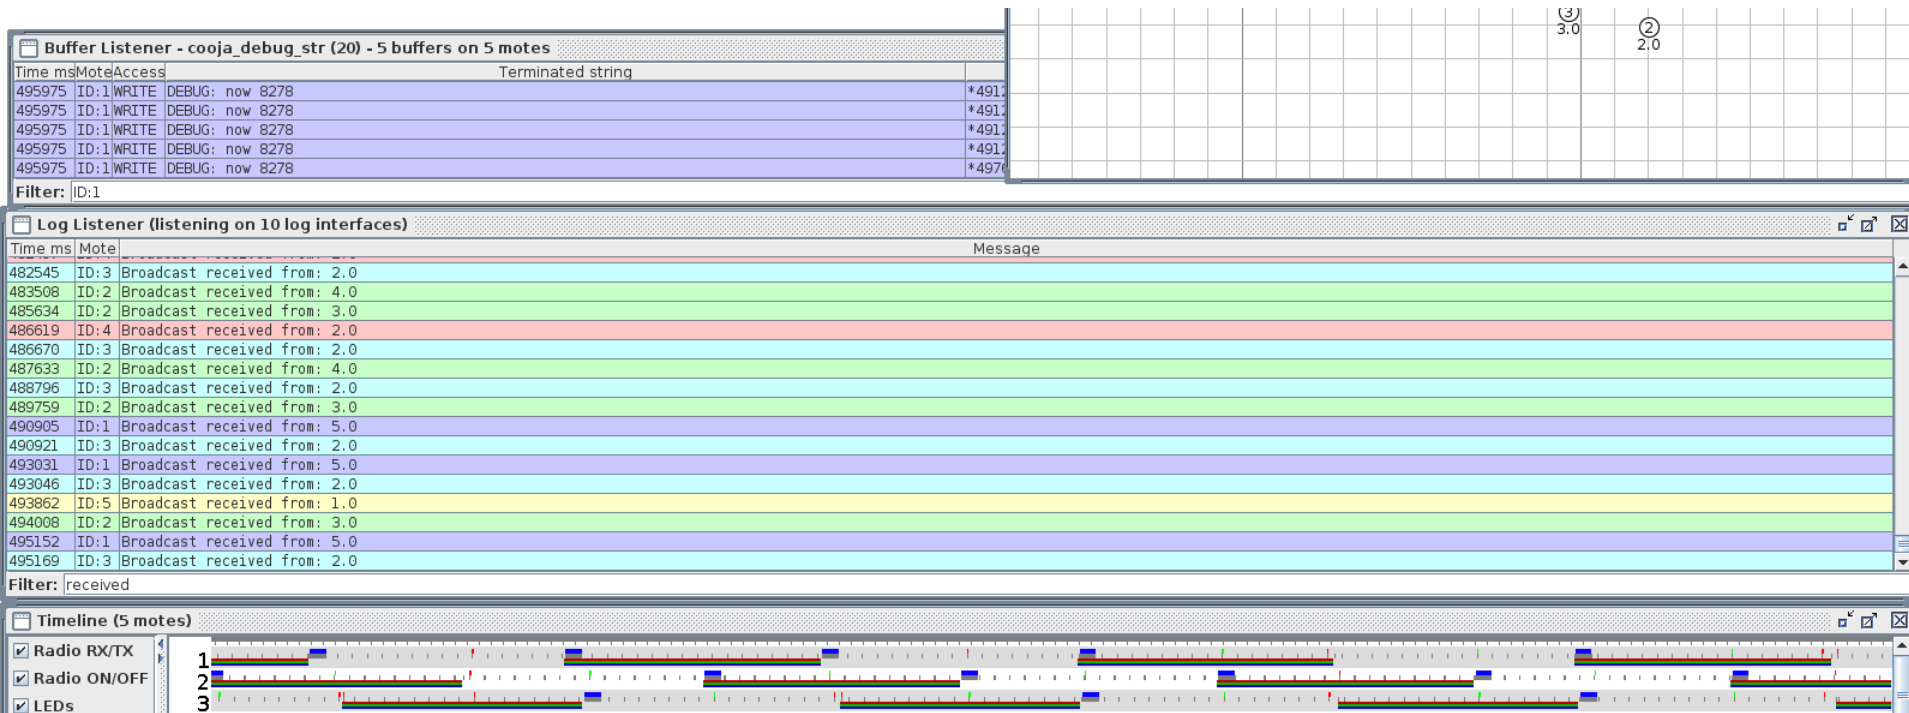 3
3.0
2
2.0
Buffer Listener - cooja_debug_str (20) - 5 buffers on 5 motes
Time ms Mote Access Terminated string
495975 ID:1 WRITE DEBUG: now 8278 *4912
495975 ID:1 WRITE DEBUG: now 8278 *4912
495975 ID:1 WRITE DEBUG: now 8278 *4912
495975 ID:1 WRITE DEBUG: now 8278 *4912
495975 ID:1 WRITE DEBUG: now 8278 *4976
Filter: ID:1
Log Listener (listening on 10 log interfaces)
Time ms Mote Message
482545 ID:3 Broadcast received from: 2.0
483508 ID:2 Broadcast received from: 4.0
485634 ID:2 Broadcast received from: 3.0
486619 ID:4 Broadcast received from: 2.0
486670 ID:3 Broadcast received from: 2.0
487633 ID:2 Broadcast received from: 4.0
488796 ID:3 Broadcast received from: 2.0
489759 ID:2 Broadcast received from: 3.0
490905 ID:1 Broadcast received from: 5.0
490921 ID:3 Broadcast received from: 2.0
493031 ID:1 Broadcast received from: 5.0
493046 ID:3 Broadcast received from: 2.0
493862 ID:5 Broadcast received from: 1.0
494008 ID:2 Broadcast received from: 3.0
495152 ID:1 Broadcast received from: 5.0
495169 ID:3 Broadcast received from: 2.0
Filter: received
Timeline (5 motes)
Radio RX/TX
1
Radio ON/OFF
2
LEDs
3